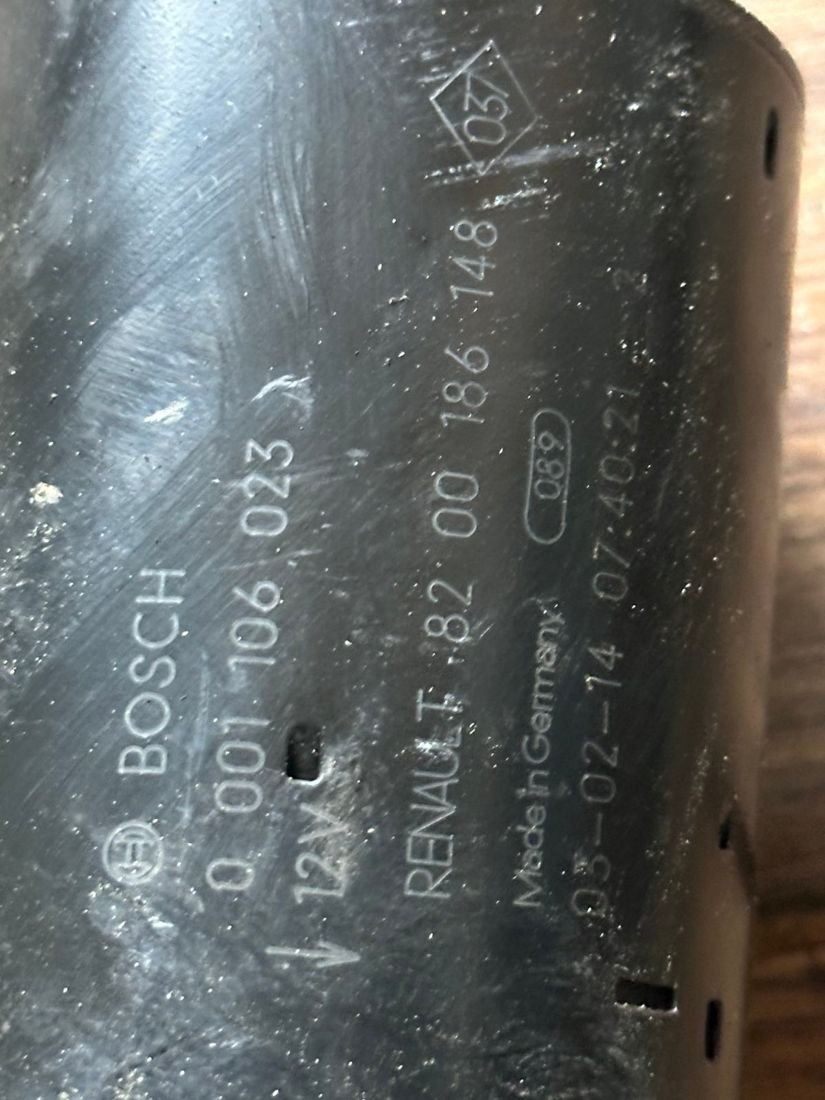 BOSCH
0 001 106 023
12V
RENAULT 82 00 186 148 037
Made in Germany 089
03-02-14 07:40:21 2